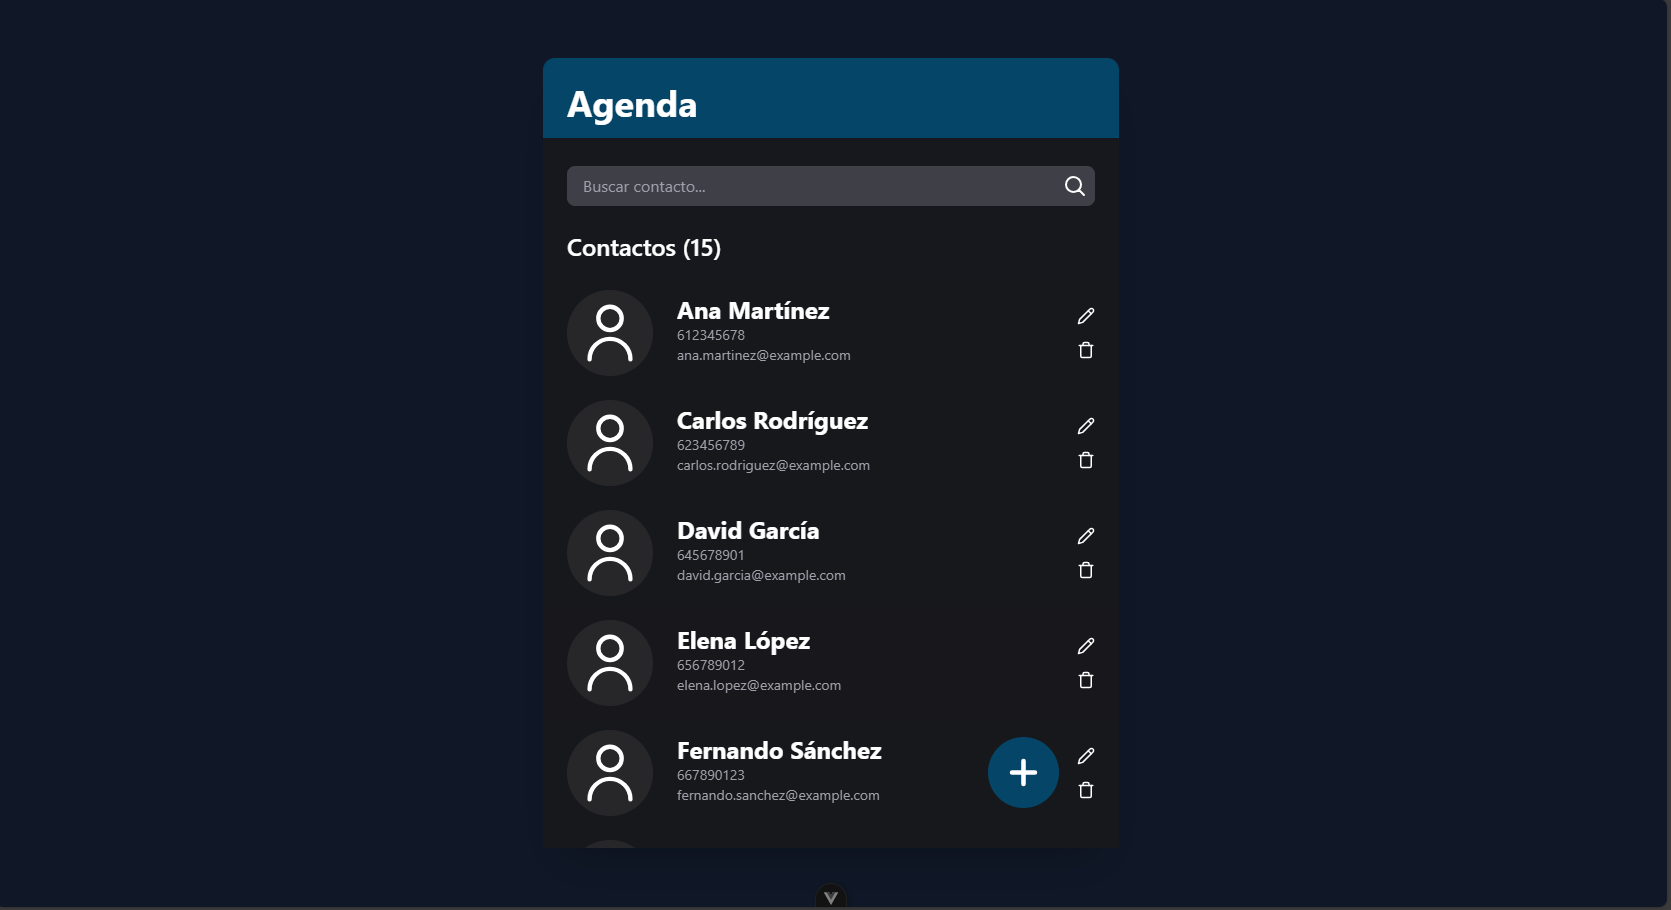 Agenda
Buscar contacto...
Contactos (15)
Ana Martínez
612345678
ana.martinez@example.com
Carlos Rodríguez
623456789
carlos.rodriguez@example.com
David García
645678901
david.garcia@example.com
Elena López
656789012
elena.lopez@example.com
Fernando Sánchez
667890123
fernando.sanchez@example.com